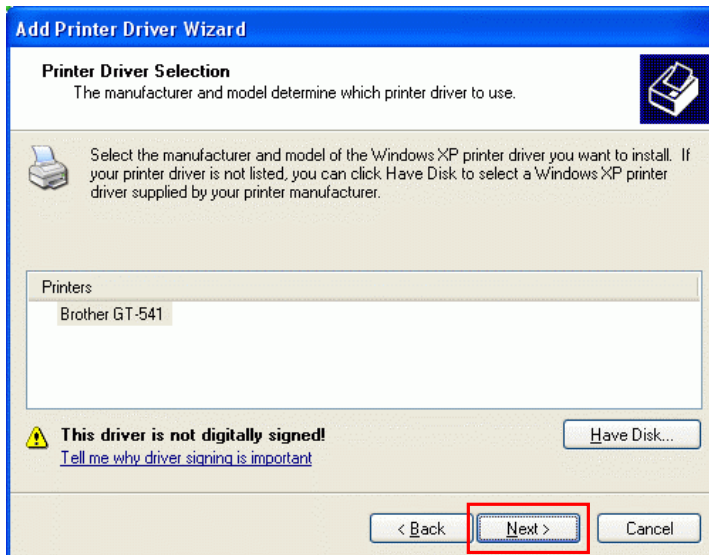 Add Printer Driver Wizard
Printer Driver Selection
The manufacturer and model determine which printer driver to use.
Select the manufacturer and model of the Windows XP printer driver you want to install. If
your printer driver is not listed, you can click Have Disk to select a Windows XP printer
driver supplied by your printer manufacturer.
Printers
Brother GT-541
This driver is not digitally signed!
Have Disk...
Tell me why driver signing is important
< Back
Next >
Cancel